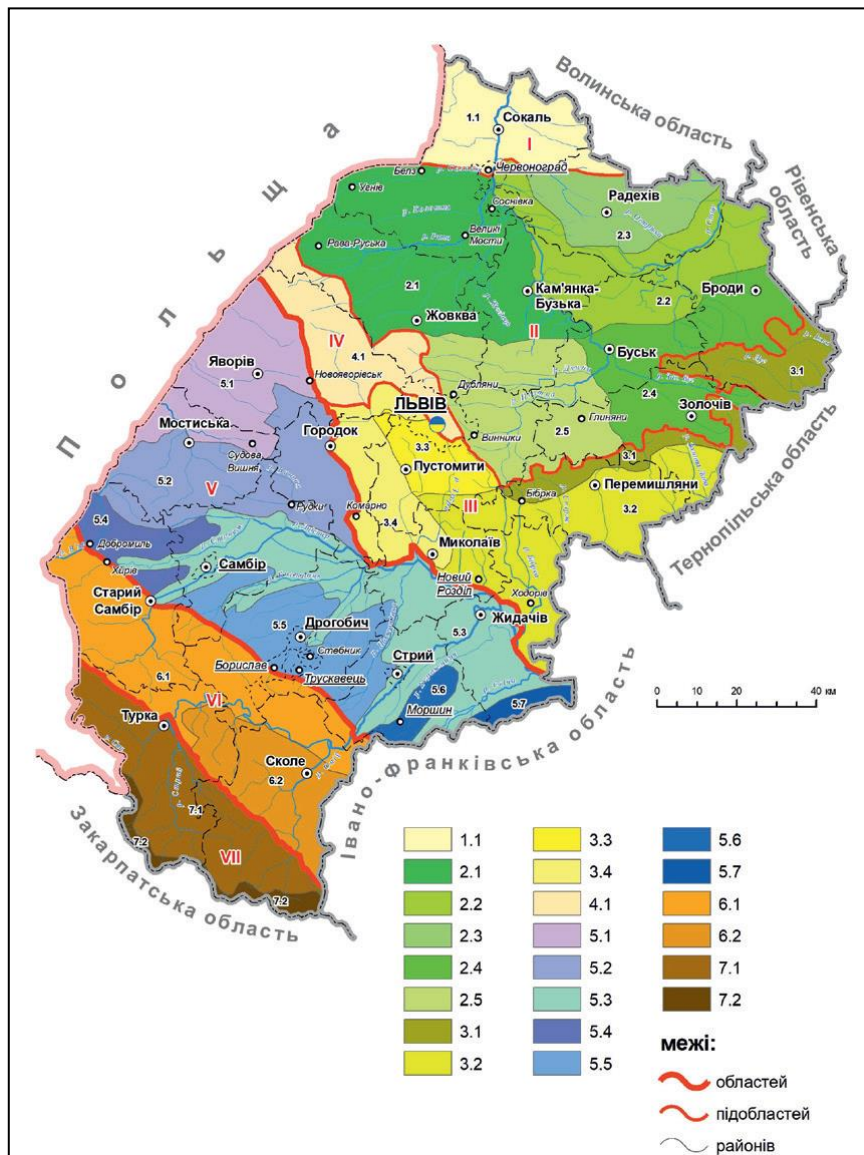 Волинська область
Рівенська область
Польща
1.1
Сокаль
I
Белз
Червоноград
Угнів
Соснівка
Радехів
2.3
Рава-Руська
Великі Мости
р. Рата
2.1
Кам'янка-Бузька
2.2
Броди
Жовква
II
IV
4.1
Буськ
3.1
Яворів
5.1
Новояворівськ
Дубляни
ЛЬВІВ
2.4
Золочів
Глиняни
2.5
Мостиська
Городок
3.3
Винники
Судова Вишня
Пустомити
3.1
5.2
V
III
Бібрка
Перемишляни
3.2
Рудки
Комарно
3.4
5.4
Добромиль
Миколаїв
Хирів
Самбір
Новий Розділ
Ходорів
Старий Самбір
Дрогобич
5.5
Жидачів
5.3
Стебник
Стрий
Борислав
Трускавець
6.1
5.6
VI
Моршин
5.7
Турка
Сколе
6.2
7.1
7.2
VII
7.2
Тернопільська область
Івано-Франківська область
Закарпатська область
0 10 20 40 км
1.1
2.1
2.2
2.3
2.4
2.5
3.1
3.2
3.3
3.4
4.1
5.1
5.2
5.3
5.4
5.5
5.6
5.7
6.1
6.2
7.1
7.2
межі:
областей
підобластей
районів